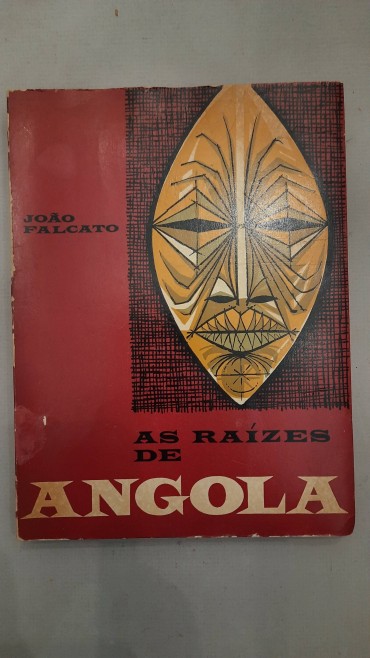 JOÃO
FALCATO
AS RAÍZES
DE
ANGOLA